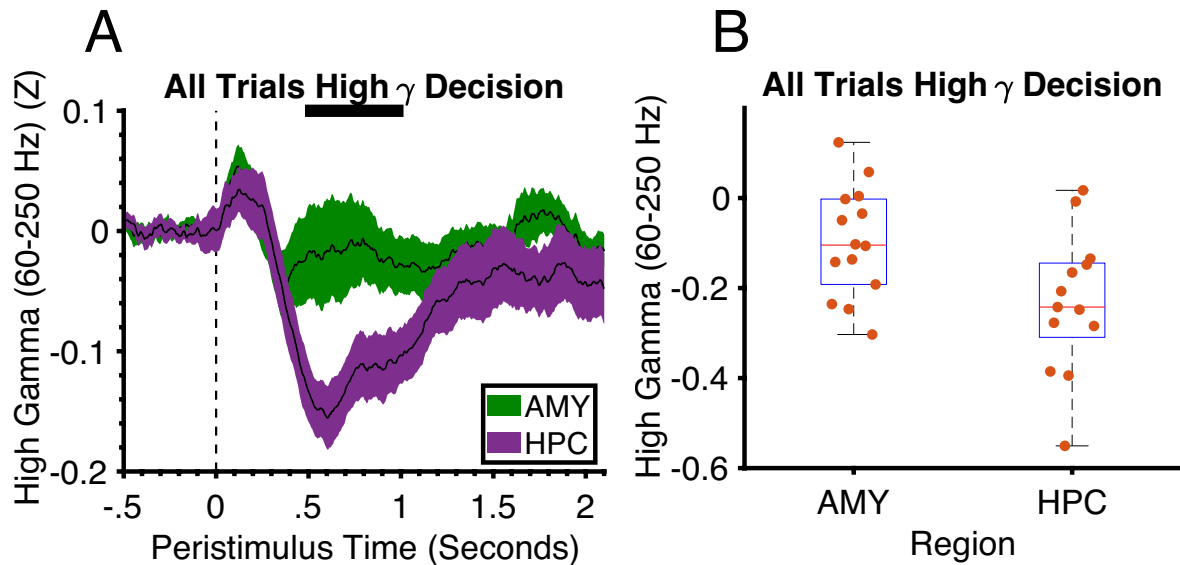 A
All Trials High γ Decision
High Gamma (60-250 Hz) (Z)
0.1
0
-0.1
-0.2
-.5
0
.5
1
1.5
2
Peristimulus Time (Seconds)
AMY
HPC
B
All Trials High γ Decision
High Gamma (60-250 Hz)
0
-0.2
-0.4
-0.6
AMY
HPC
Region